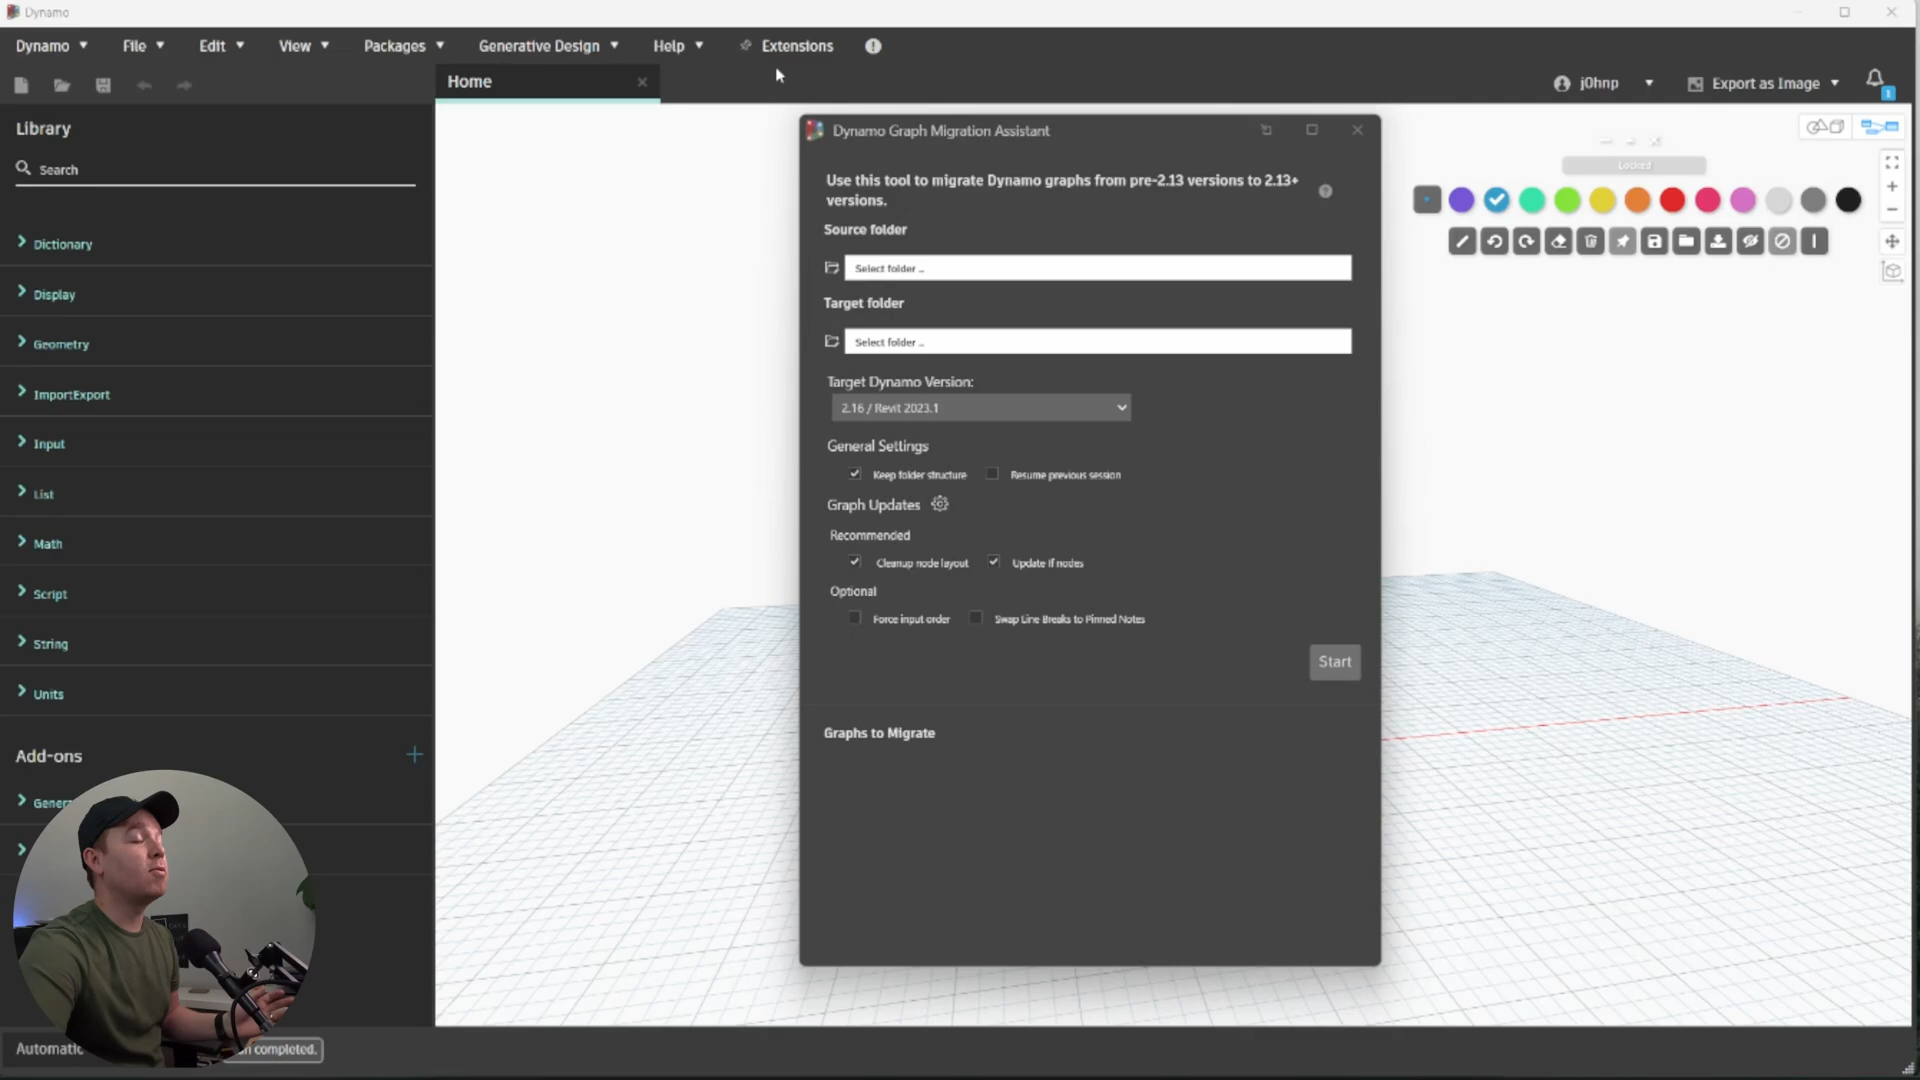 Dynamo
Dynamo File Edit View Packages Generative Design Help Extensions
Home
j0hnp Export as Image
1
Library
Search
Dictionary
Display
Geometry
ImportExport
Input
List
Math
Script
String
Units
Add-ons
Gener
Automatic
n completed.
Dynamo Graph Migration Assistant
Use this tool to migrate Dynamo graphs from pre-2.13 versions to 2.13+
versions.
Source folder
Select folder ...
Target folder
Select folder ...
Target Dynamo Version:
2.16 / Revit 2023.1
General Settings
Keep folder structure Resume previous session
Graph Updates
Recommended
Cleanup node layout Update If nodes
Optional
Force input order Swap Line Breaks to Pinned Notes
Start
Graphs to Migrate
Locked